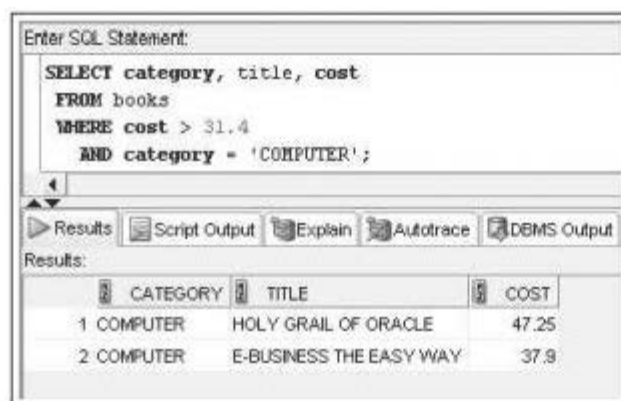 Enter SQL Statement:
SELECT category, title, cost
FROM books
WHERE cost > 31.4
AND category = 'COMPUTER';
Results Script Output Explain Autotrace DBMS Output
Results:
CATEGORY TITLE COST
1 COMPUTER HOLY GRAIL OF ORACLE 47.25
2 COMPUTER E-BUSINESS THE EASY WAY 37.9